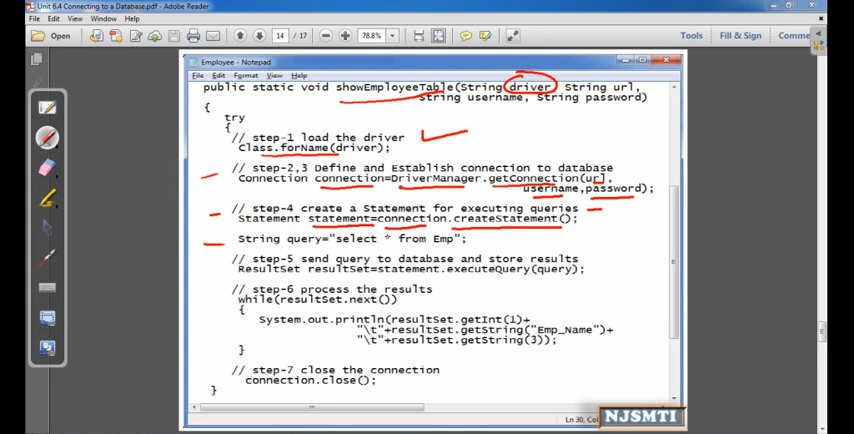 Unit 6.4 Connecting to a Database.pdf - Adobe Reader
File Edit View Window Help
Open 14 / 17 78.8% Tools Fill & Sign Comme
Employee - Notepad
File Edit Format View Help
public static void showEmployeeTable(String driver, String url,
String username, String password)
{
try
{
// step-1 load the driver
Class.forName(driver);
// step-2,3 Define and Establish connection to database
Connection connection=DriverManager.getConnection(url,
username,password);
// step-4 create a Statement for executing queries
Statement statement=connection.createStatement();
String query="select * from Emp";
// step-5 send query to database and store results
ResultSet resultSet=statement.executeQuery(query);
// step-6 process the results
while(resultSet.next())
{
System.out.println(resultSet.getInt(1)+
"\t"+resultSet.getString("Emp_Name")+
"\t"+resultSet.getString(3));
}
// step-7 close the connection
connection.close();
}
Ln 30, Col
NJSMTI